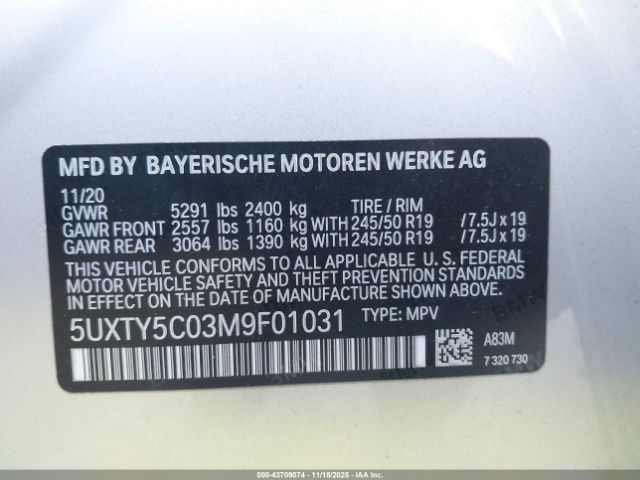 MFD BY BAYERISCHE MOTOREN WERKE AG
11/20 TIRE / RIM
GVWR 5291 lbs 2400 kg
GAWR FRONT 2557 lbs 1160 kg WITH 245/50 R19 /7.5J x 19
GAWR REAR 3064 lbs 1390 kg WITH 245/50 R19 /7.5J x 19
THIS VEHICLE CONFORMS TO ALL APPLICABLE U. S. FEDERAL
MOTOR VEHICLE SAFETY AND THEFT PREVENTION STANDARDS
IN EFFECT ON THE DATE OF MANUFACTURE SHOWN ABOVE.
5UXTY5C03M9F01031 TYPE: MPV
BMW
A83M
7 320 730
000-43709074 | 11/18/2025 - IAAI.COM